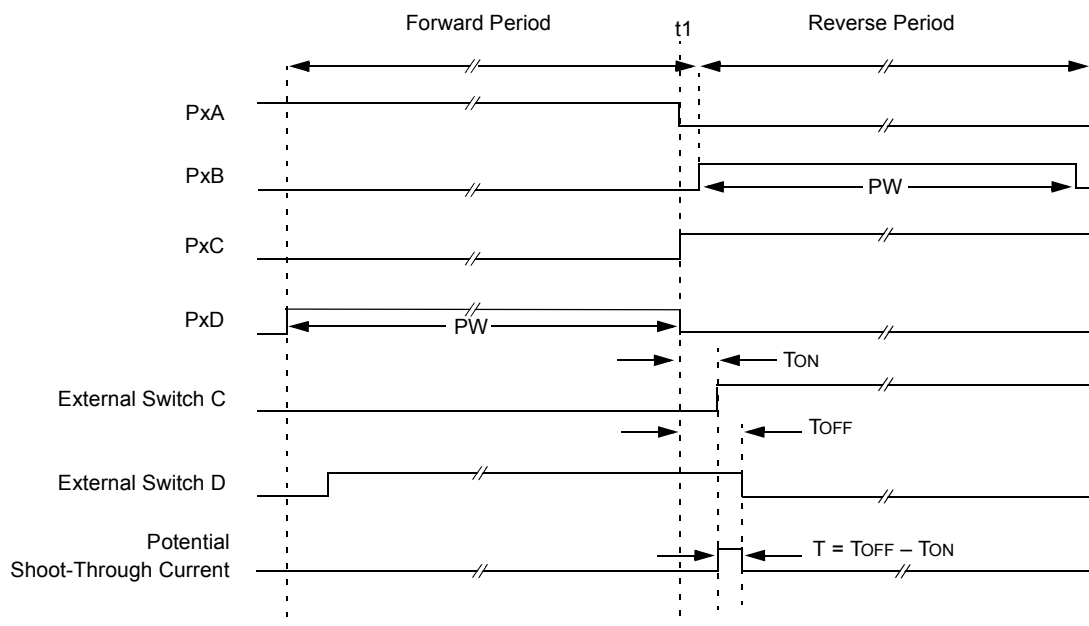 Forward Period
t1
Reverse Period
PxA
PxB
PW
PxC
PxD
PW
TON
External Switch C
TOFF
External Switch D
Potential
Shoot-Through Current
T = TOFF – TON